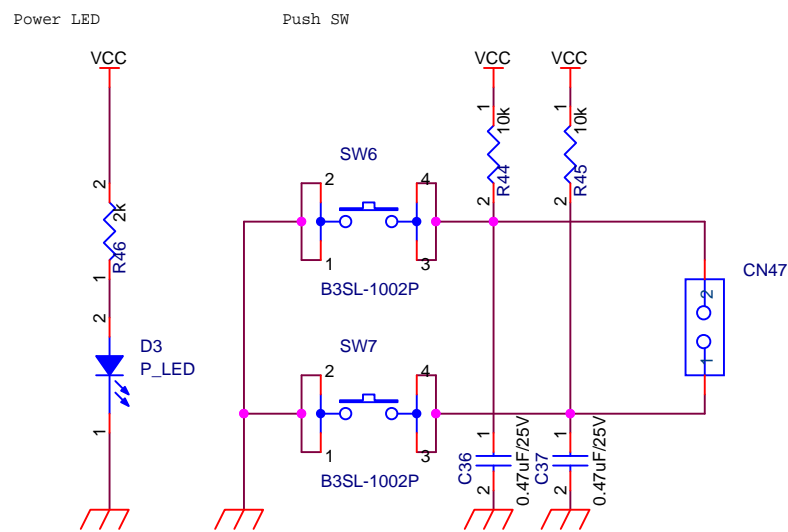 Power LED
Push SW
VCC
VCC
VCC
2
2k
R46
1
2
D3
P_LED
1
SW6
2
4
1
3
B3SL-1002P
SW7
2
4
1
3
B3SL-1002P
1
10k
R44
2
1
10k
R45
2
CN47
2
1
1
C36
2
0.47uF/25V
1
C37
2
0.47uF/25V